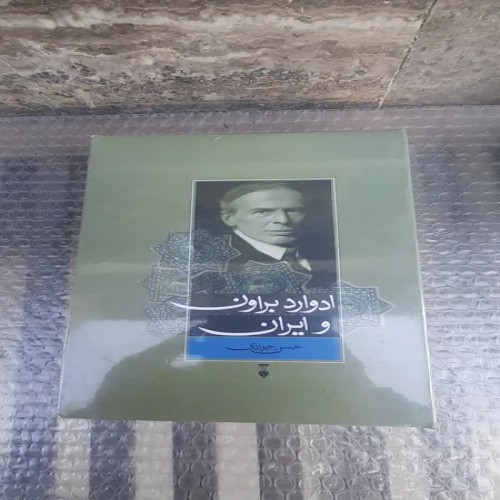 ادوارد براون
و ایران
حسن جوادی